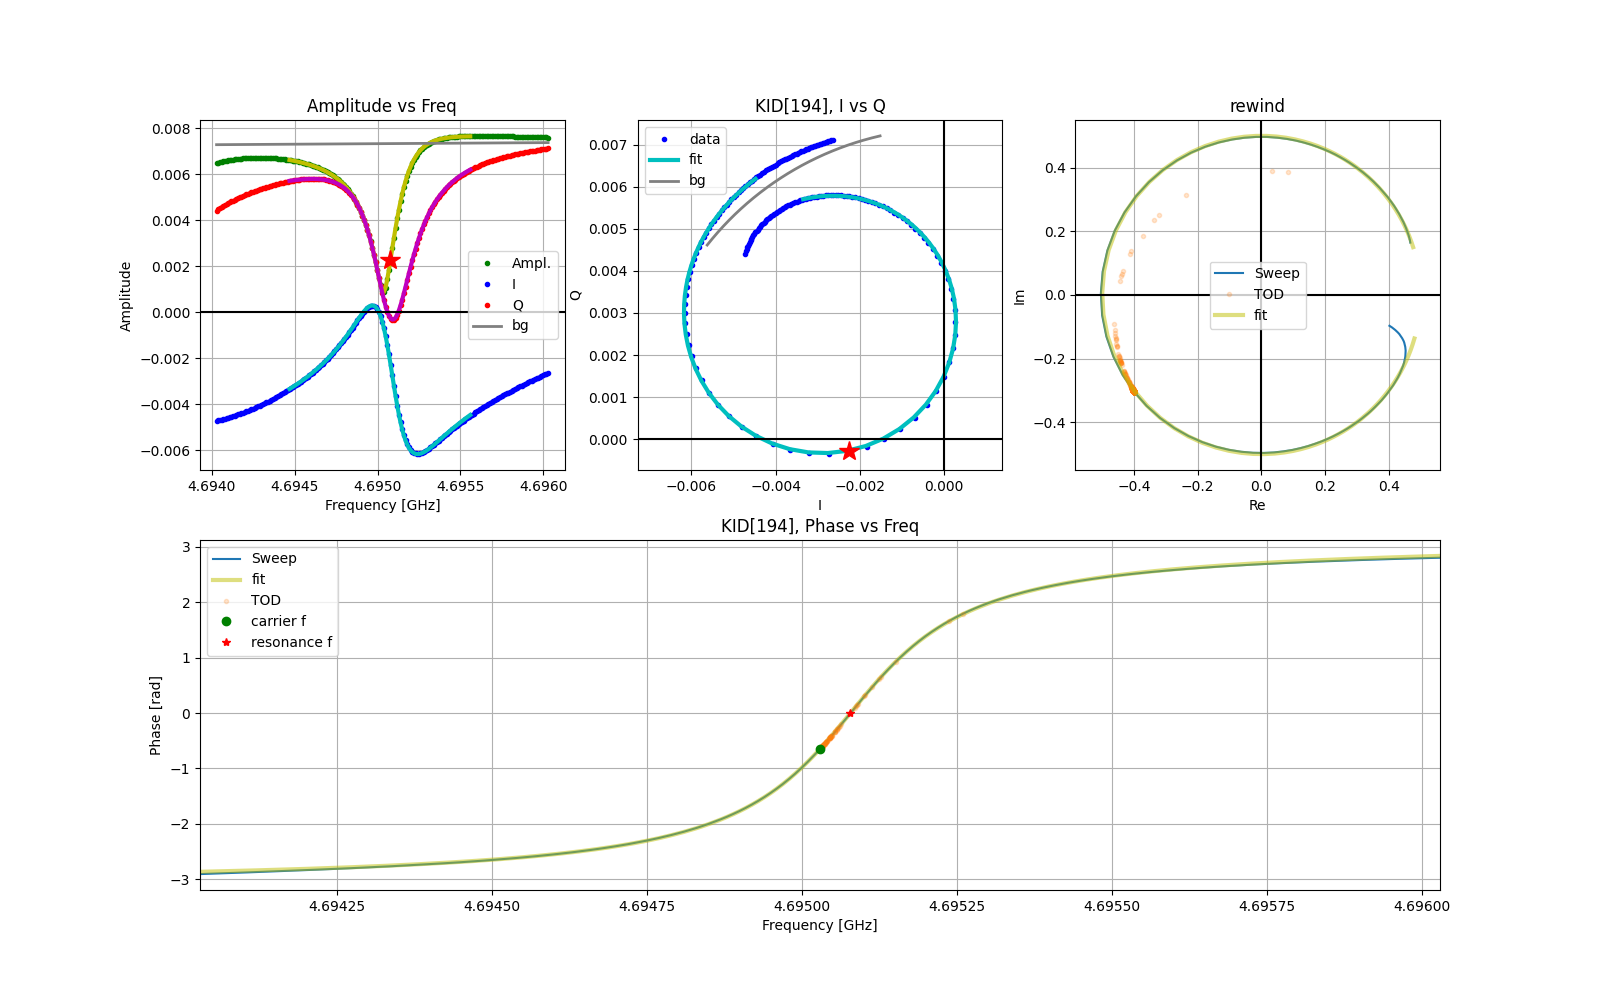 Amplitude vs Freq
0.008
0.006
0.004
0.002
0.000
−0.002
−0.004
−0.006
Amplitude
Ampl.
I
Q
bg
4.6940
4.6945
4.6950
4.6955
4.6960
Frequency [GHz]
KID[194], I vs Q
0.007
0.006
0.005
0.004
0.003
0.002
0.001
0.000
Q
data
fit
bg
−0.006
−0.004
−0.002
0.000
I
rewind
0.4
0.2
0.0
−0.2
−0.4
Im
Sweep
TOD
fit
−0.4
−0.2
0.0
0.2
0.4
Re
KID[194], Phase vs Freq
3
2
1
0
−1
−2
−3
Phase [rad]
Sweep
fit
TOD
carrier f
resonance f
4.69425
4.69450
4.69475
4.69500
4.69525
4.69550
4.69575
4.69600
Frequency [GHz]